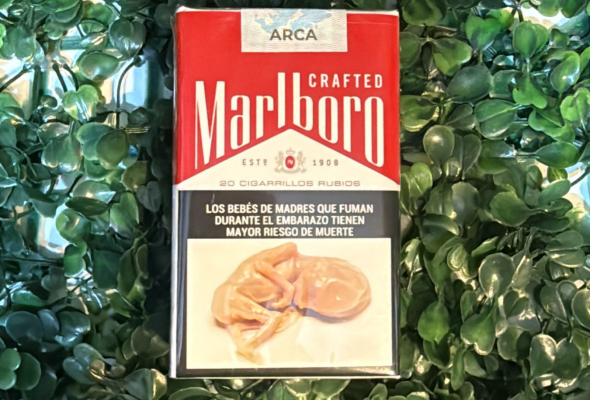 ARCA
CRAFTED
Marlboro
ESTD 1908
20 CIGARRILLOS RUBIOS
LOS BEBÉS DE MADRES QUE FUMAN
DURANTE EL EMBARAZO TIENEN
MAYOR RIESGO DE MUERTE